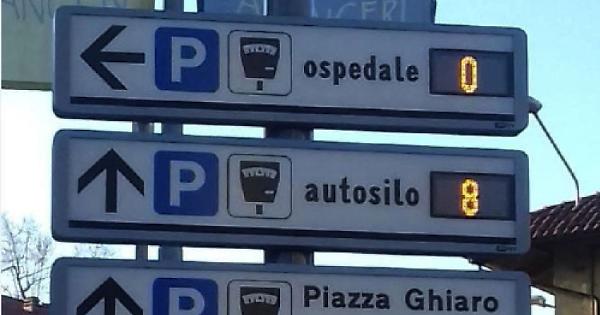 P ospedale 0
P autosilo 8
P Piazza Ghiaro